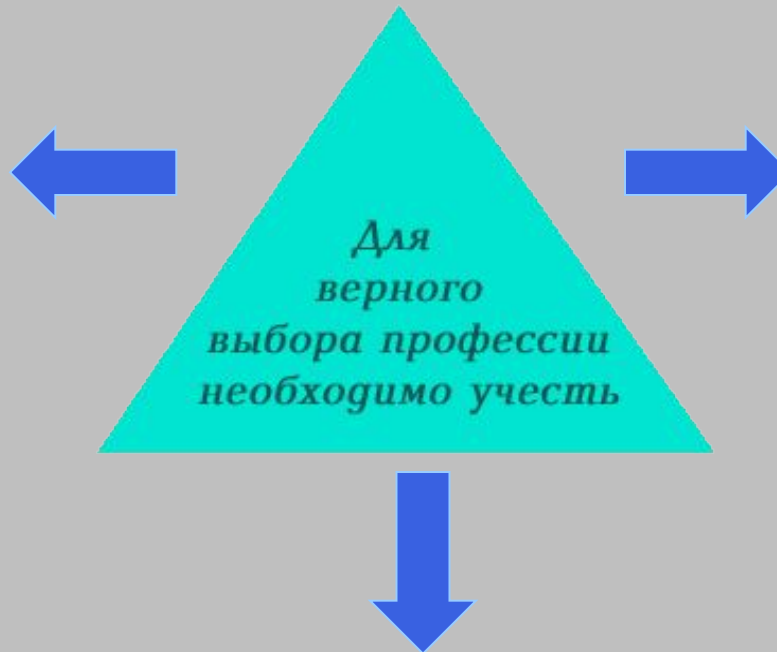 Для
верного
выбора профессии
необходимо учесть